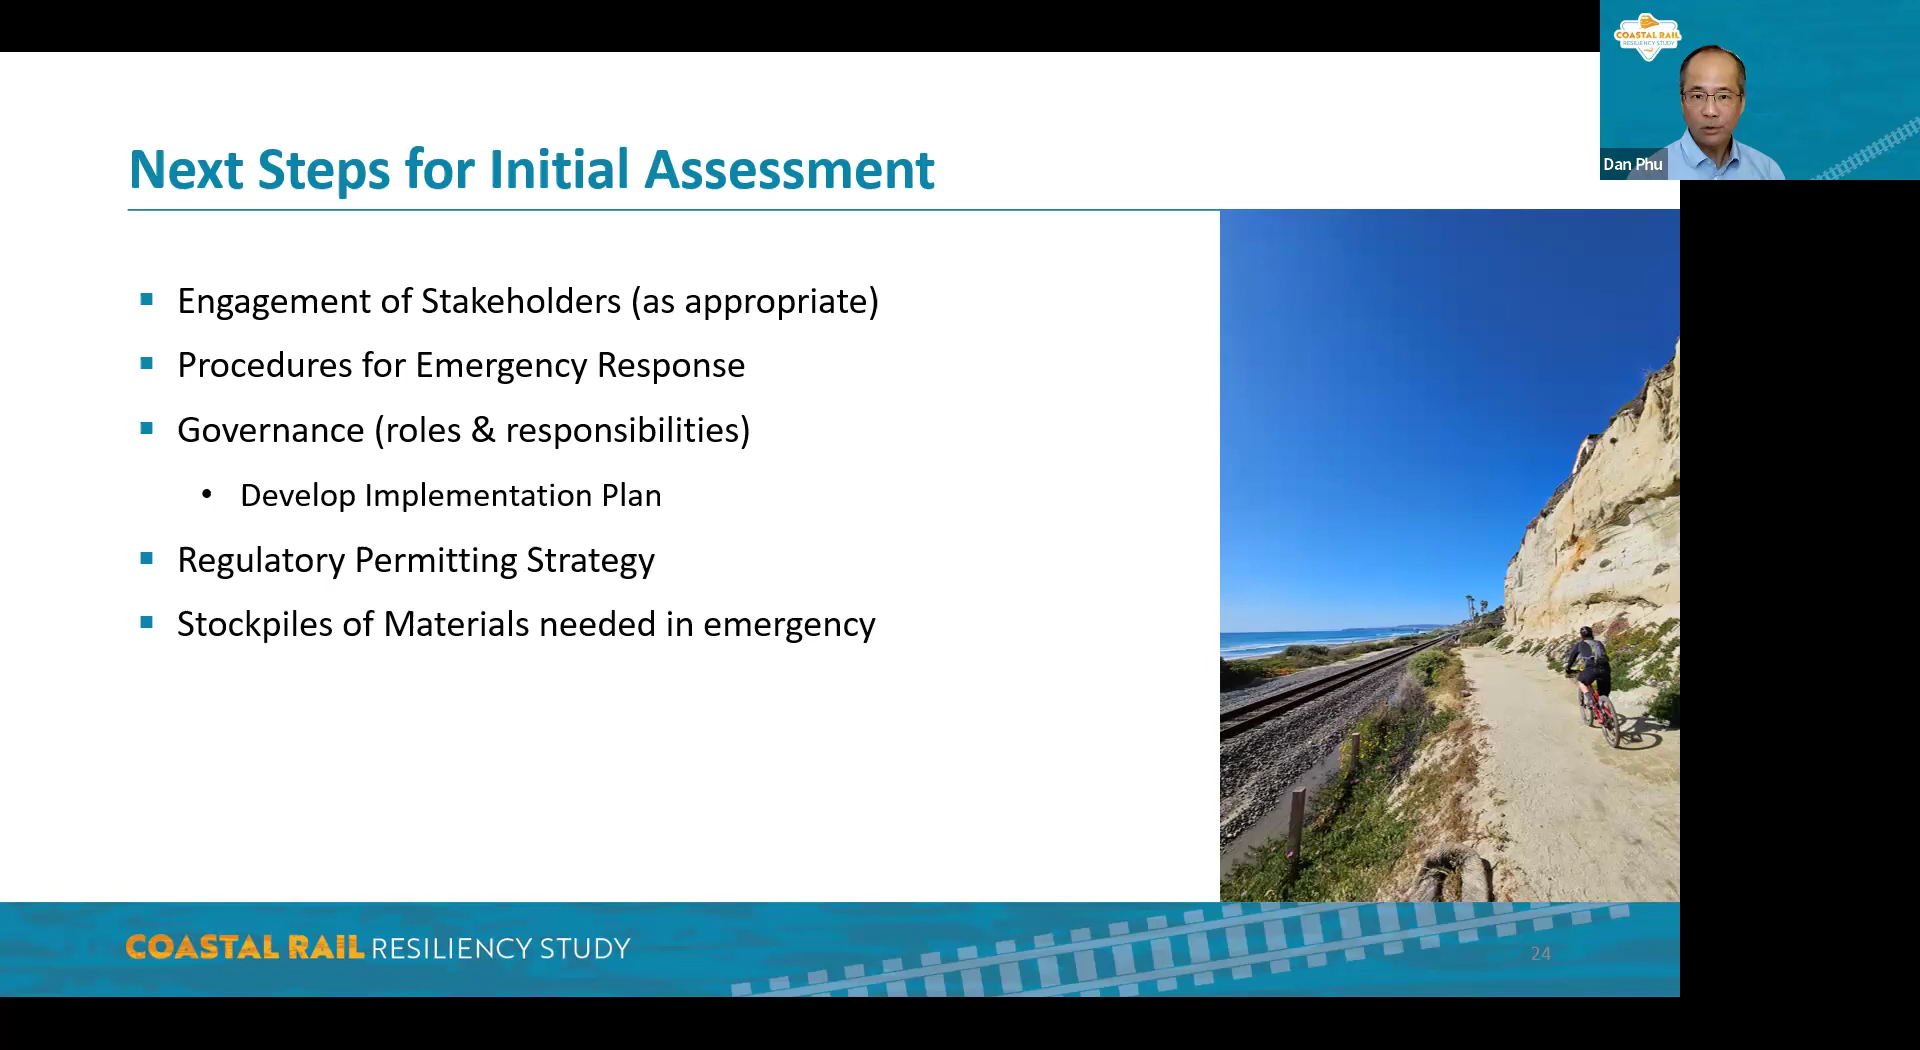 COASTAL RAIL
RESILIENCY STUDY
Dan Phu
Next Steps for Initial Assessment
Engagement of Stakeholders (as appropriate)
Procedures for Emergency Response
Governance (roles & responsibilities)
Develop Implementation Plan
Regulatory Permitting Strategy
Stockpiles of Materials needed in emergency
COASTAL RAIL RESILIENCY STUDY
24